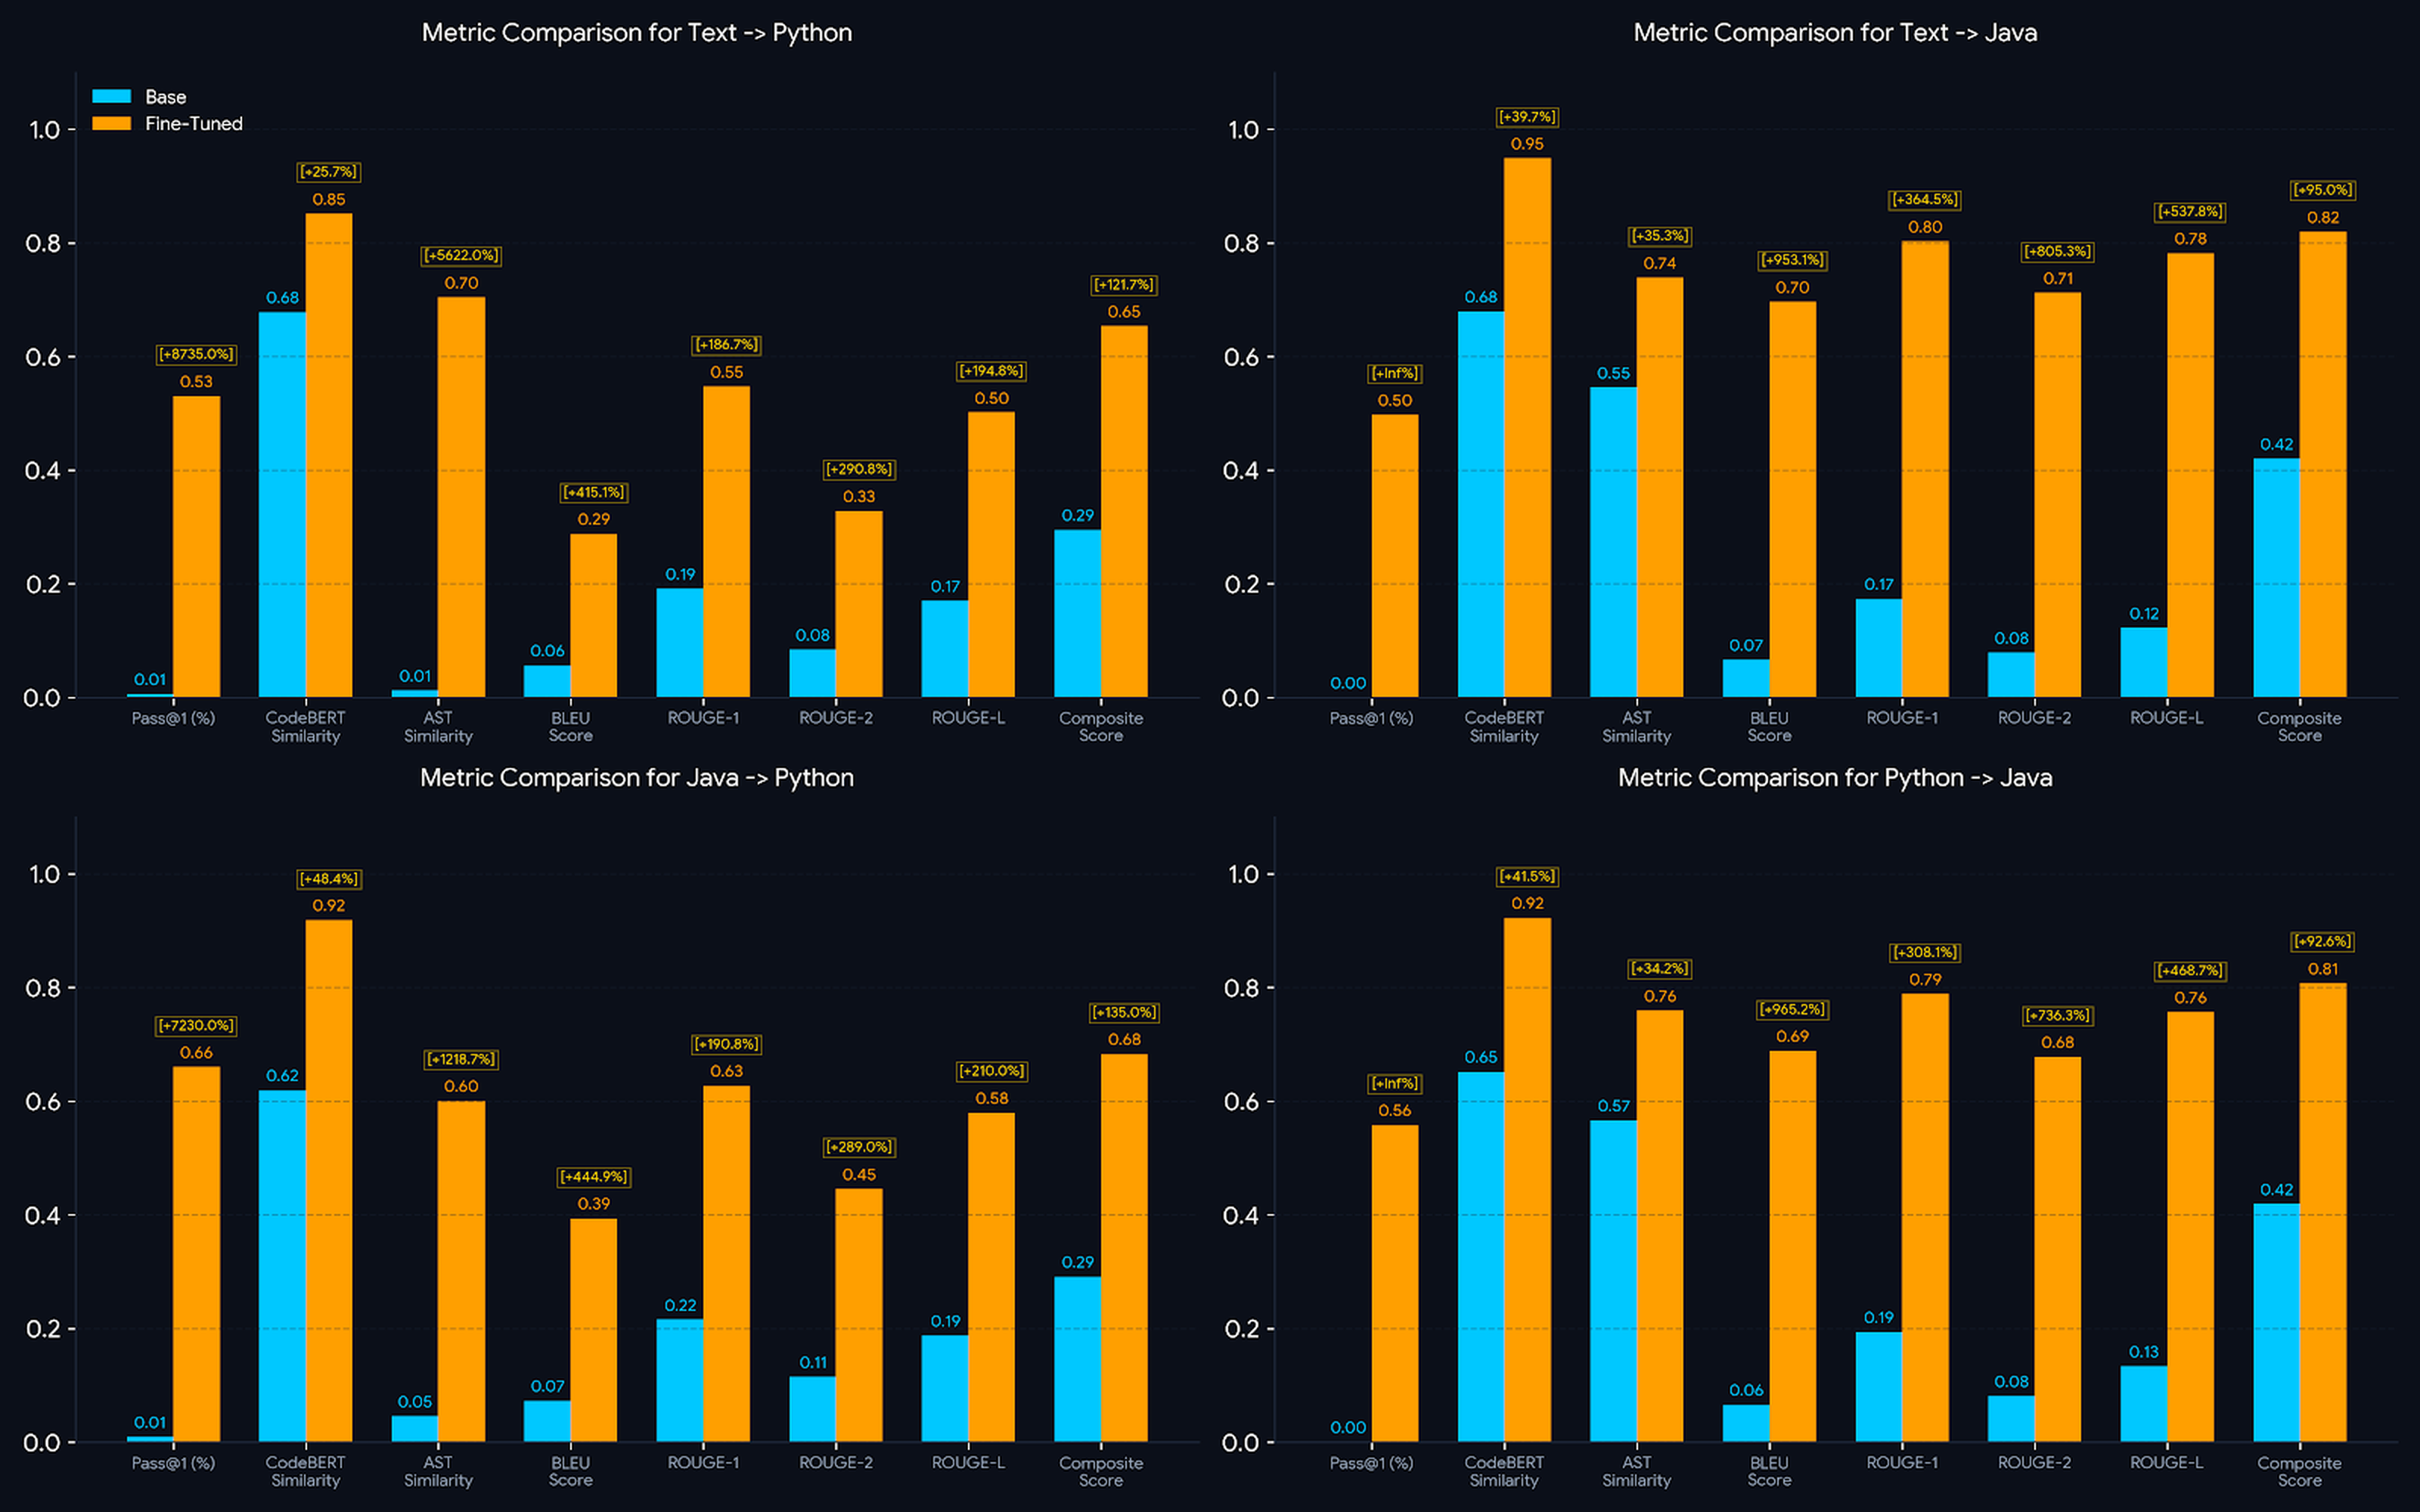 Metric Comparison for Text -> Python
Base
Fine-Tuned
1.0
0.8
0.6
0.4
0.2
0.0
[+8735.0%]
0.53
0.01
[+25.7%]
0.85
0.68
[+5622.0%]
0.70
0.01
[+415.1%]
0.29
0.06
[+186.7%]
0.55
0.19
[+290.8%]
0.33
0.08
[+194.8%]
0.50
0.17
[+121.7%]
0.65
0.29
Pass@1 (%)
CodeBERT
Similarity
AST
Similarity
BLEU
Score
ROUGE-1
ROUGE-2
ROUGE-L
Composite
Score
Metric Comparison for Text -> Java
1.0
0.8
0.6
0.4
0.2
0.0
[+inf%]
0.50
0.00
[+39.7%]
0.95
0.68
[+35.3%]
0.74
0.55
[+953.1%]
0.70
0.07
[+364.5%]
0.80
0.17
[+805.3%]
0.71
0.08
[+537.8%]
0.78
0.12
[+95.0%]
0.82
0.42
Pass@1 (%)
CodeBERT
Similarity
AST
Similarity
BLEU
Score
ROUGE-1
ROUGE-2
ROUGE-L
Composite
Score
Metric Comparison for Java -> Python
1.0
0.8
0.6
0.4
0.2
0.0
[+7230.0%]
0.66
0.01
[+48.4%]
0.92
0.62
[+1218.7%]
0.60
0.05
[+444.9%]
0.39
0.07
[+190.8%]
0.63
0.22
[+289.0%]
0.45
0.11
[+210.0%]
0.58
0.19
[+135.0%]
0.68
0.29
Pass@1 (%)
CodeBERT
Similarity
AST
Similarity
BLEU
Score
ROUGE-1
ROUGE-2
ROUGE-L
Composite
Score
Metric Comparison for Python -> Java
1.0
0.8
0.6
0.4
0.2
0.0
[+inf%]
0.56
0.00
[+41.5%]
0.92
0.65
[+34.2%]
0.76
0.57
[+965.2%]
0.69
0.06
[+308.1%]
0.79
0.19
[+736.3%]
0.68
0.08
[+468.7%]
0.76
0.13
[+92.6%]
0.81
0.42
Pass@1 (%)
CodeBERT
Similarity
AST
Similarity
BLEU
Score
ROUGE-1
ROUGE-2
ROUGE-L
Composite
Score